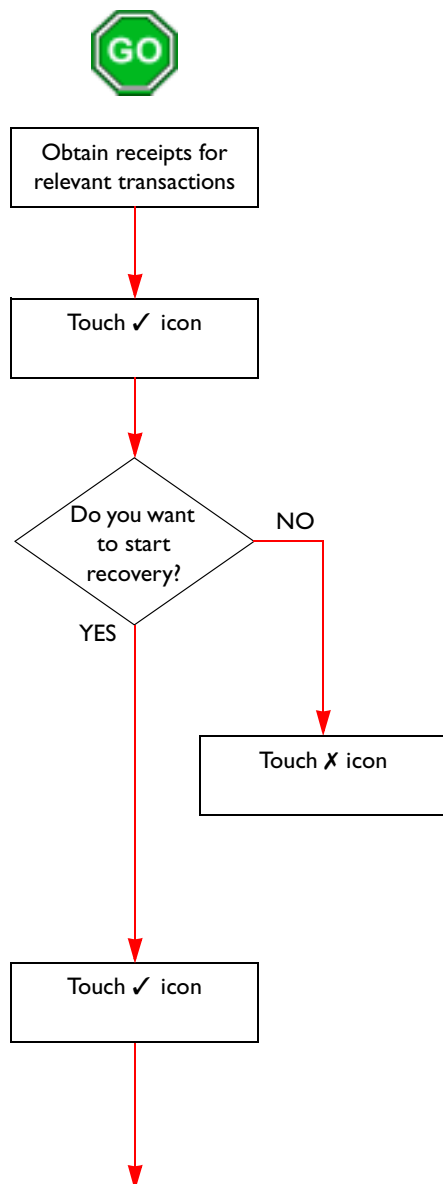 GO
Obtain receipts for
relevant transactions
Touch ✓ icon
Do you want
to start
recovery?
NO
YES
Touch ✗ icon
Touch ✓ icon